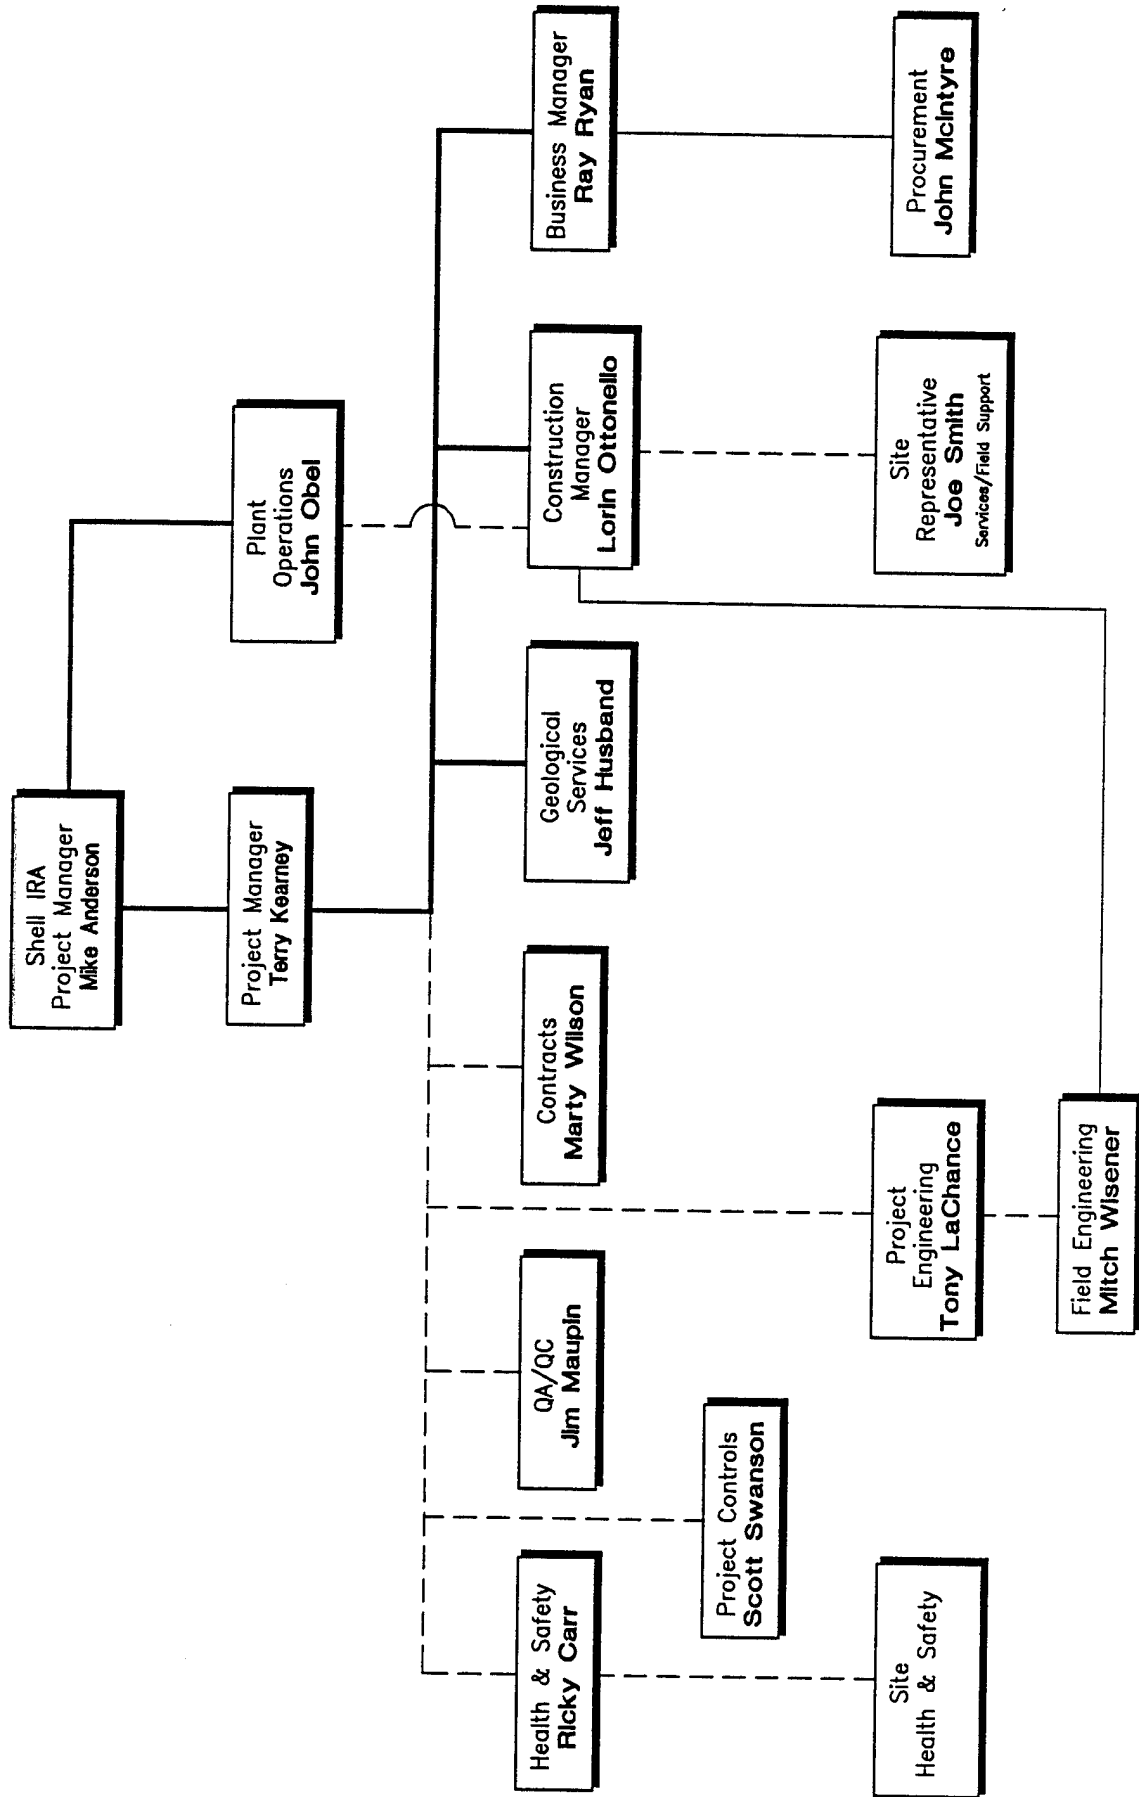 Shell IRA
Project Manager
Mike Anderson
Project Manager
Terry Kearney
Plant
Operations
John Obel
Health & Safety
Ricky Carr
QA/QC
Jim Maupin
Contracts
Marty Wilson
Geological
Services
Jeff Husband
Construction
Manager
Lorin Ottonello
Business Manager
Ray Ryan
Project Controls
Scott Swanson
Site
Health & Safety
Project
Engineering
Tony LaChance
Site
Representative
Joe Smith
Services/Field Support
Procurement
John McIntyre
Field Engineering
Mitch Wisener